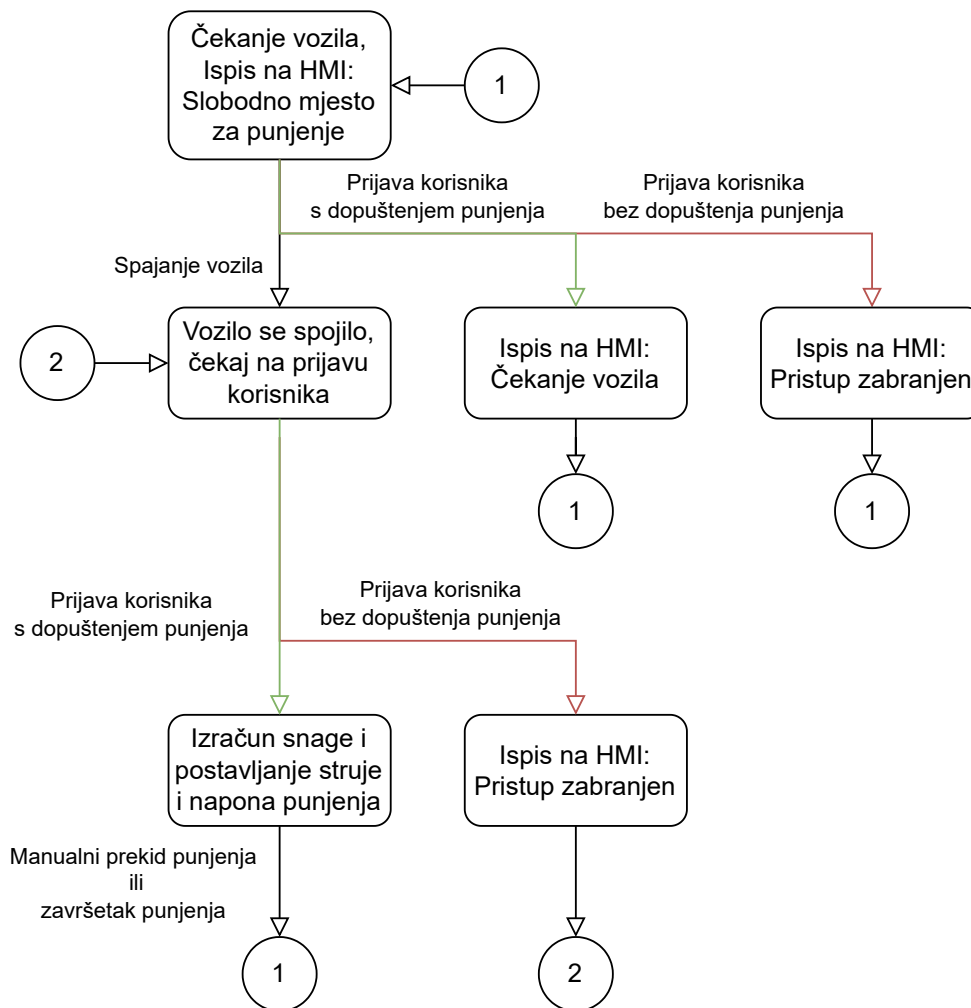 Čekanje vozila,
Ispis na HMI:
Slobodno mjesto
za punjenje
1
Prijava korisnika
s dopuštenjem punjenja
Prijava korisnika
bez dopuštenja punjenja
Spajanje vozila
2
Vozilo se spojilo,
čekaj na prijavu
korisnika
Ispis na HMI:
Čekanje vozila
Ispis na HMI:
Pristup zabranjen
1
1
Prijava korisnika
s dopuštenjem punjenja
Prijava korisnika
bez dopuštenja punjenja
Izračun snage i
postavljanje struje
i napona punjenja
Ispis na HMI:
Pristup zabranjen
Manualni prekid punjenja
ili
završetak punjenja
1
2